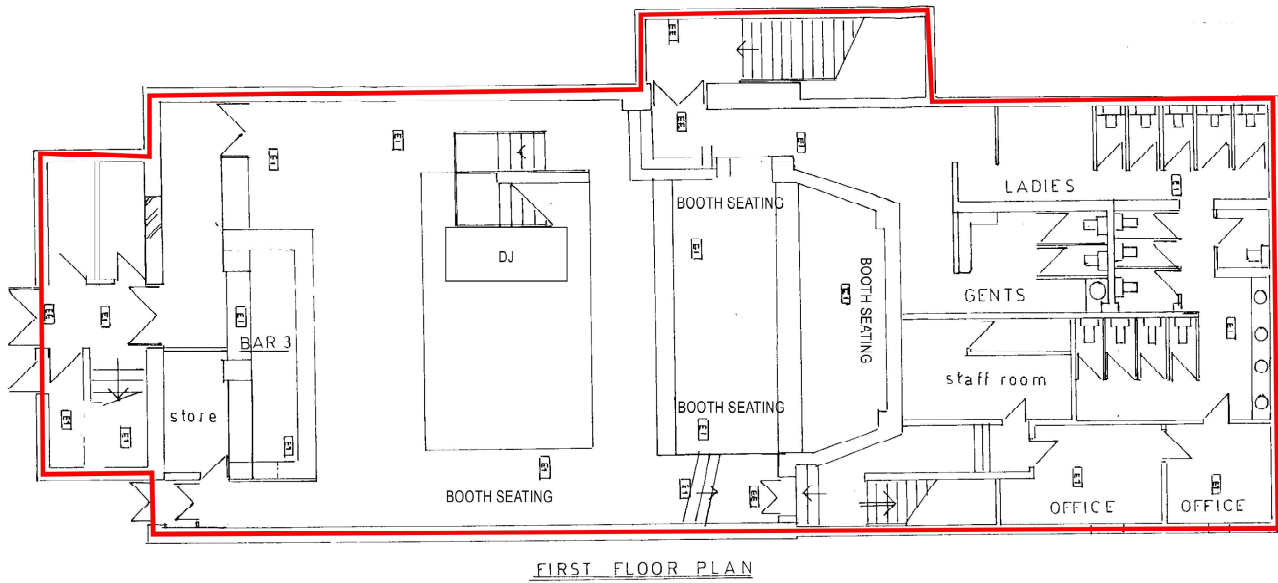 BOOTH SEATING
LADIES
DJ
BOOTH SEATING
GENTS
BAR 3
staff room
store
BOOTH SEATING
BOOTH SEATING
OFFICE
OFFICE
FIRST FLOOR PLAN